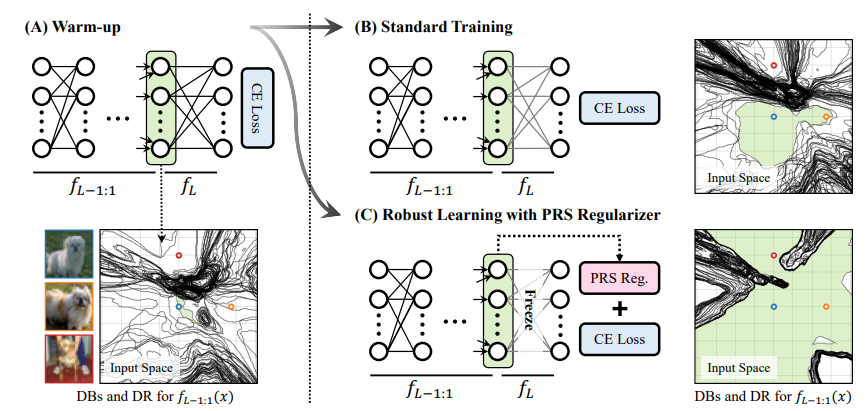 (A) Warm-up
CE Loss
f_{L−1:1}
f_L
Input Space
DBs and DR for f_{L−1:1}(x)
(B) Standard Training
CE Loss
f_{L−1:1}
f_L
Input Space
(C) Robust Learning with PRS Regularizer
Freeze
PRS Reg.
+
CE Loss
f_{L−1:1}
f_L
Input Space
DBs and DR for f_{L−1:1}(x)